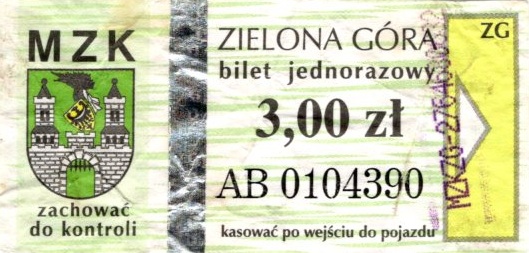 MZK
zachować
do kontroli
ZIELONA GÓRA
bilet jednorazowy
3,00 zł
AB 0104390
kasować po wejściu do pojazdu
ZG